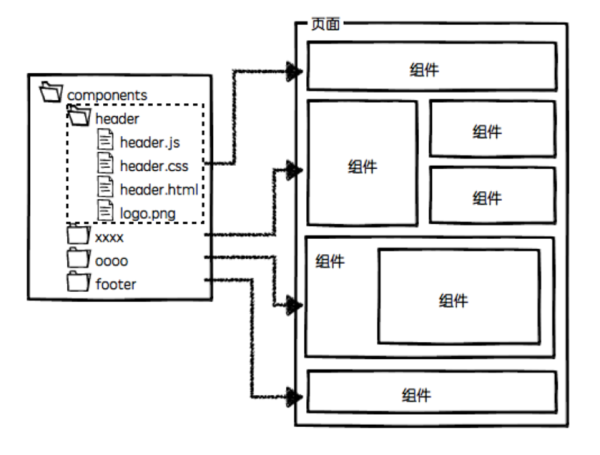 页面
components
header
header.js
header.css
header.html
logo.png
xxxx
oooo
footer
组件
组件
组件
组件
组件
组件
组件